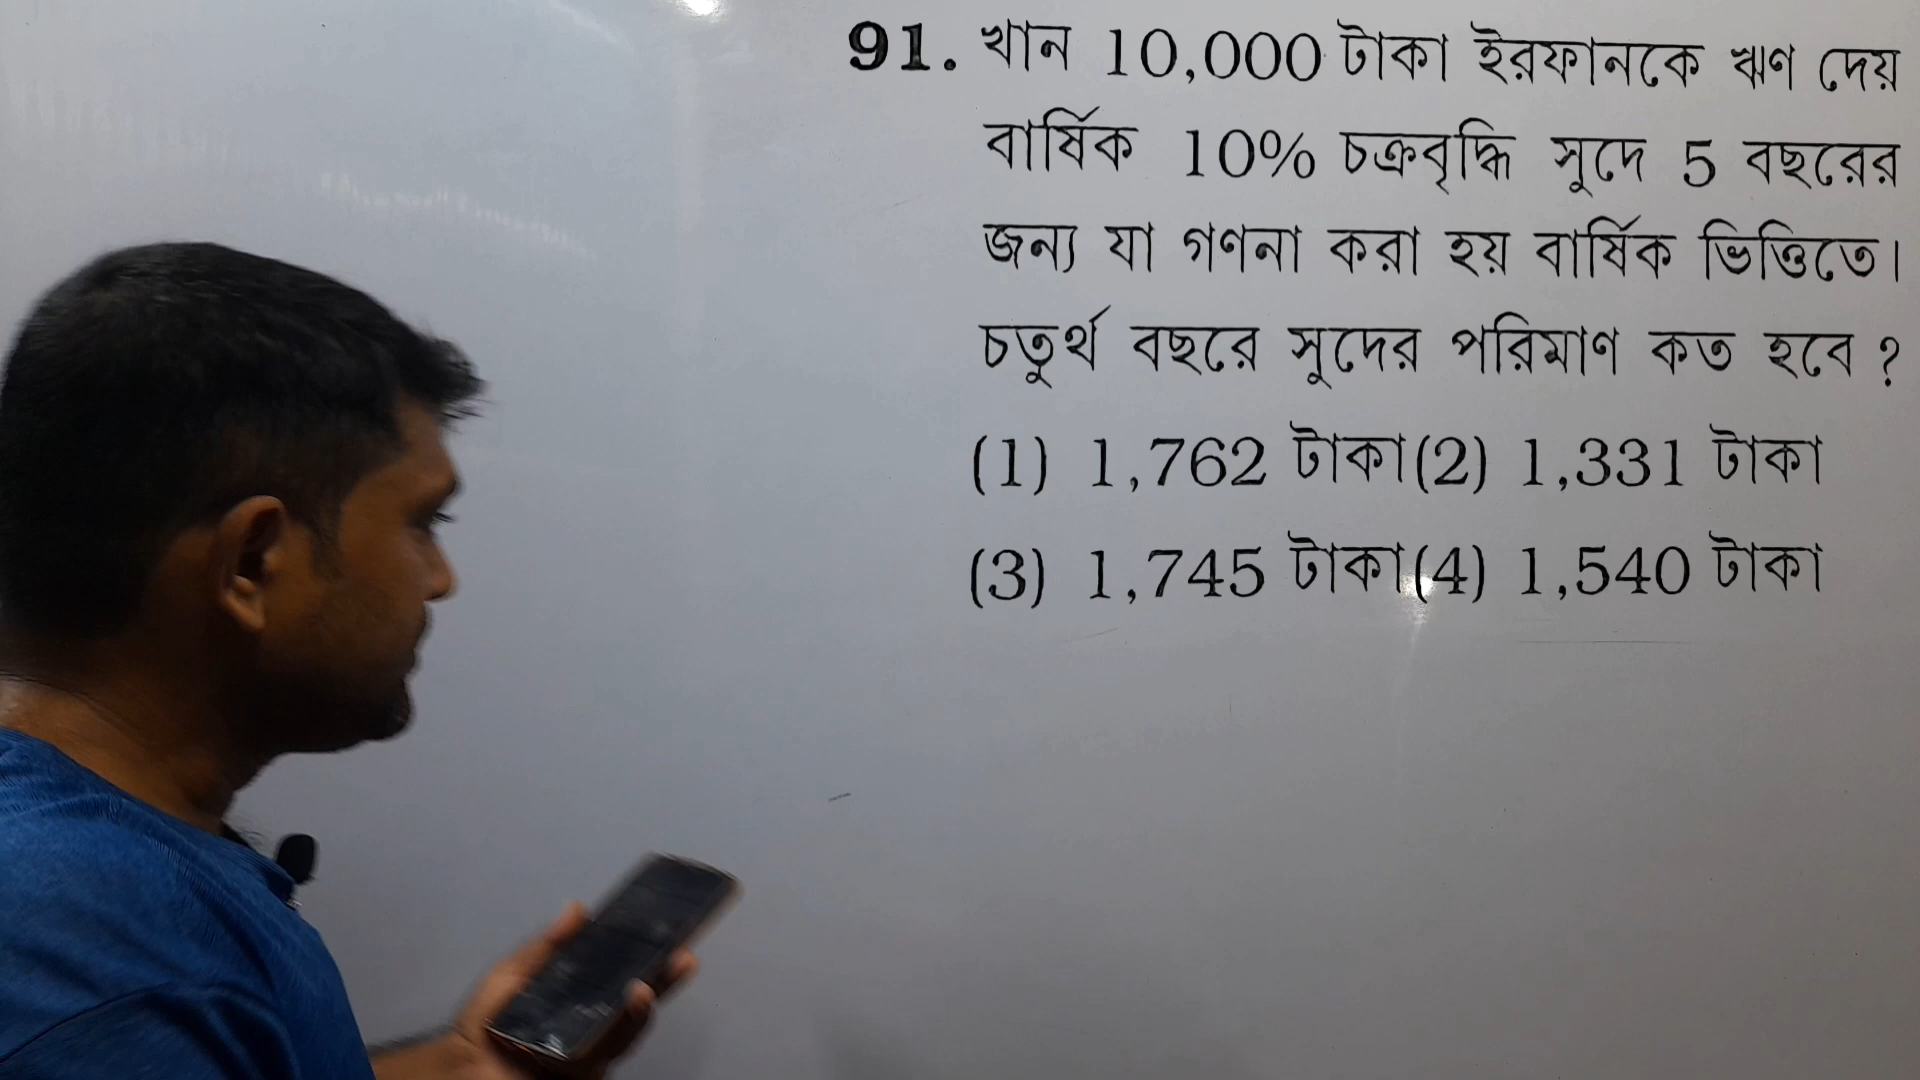 91. খান 10,000 টাকা ইরফানকে ঋণ দেয়
বার্ষিক 10% চক্রবৃদ্ধি সুদে 5 বছরের
জন্য যা গণনা করা হয় বার্ষিক ভিত্তিতে।
চতুর্থ বছরে সুদের পরিমাণ কত হবে ?
(1) 1,762 টাকা(2) 1,331 টাকা
(3) 1,745 টাকা(4) 1,540 টাকা